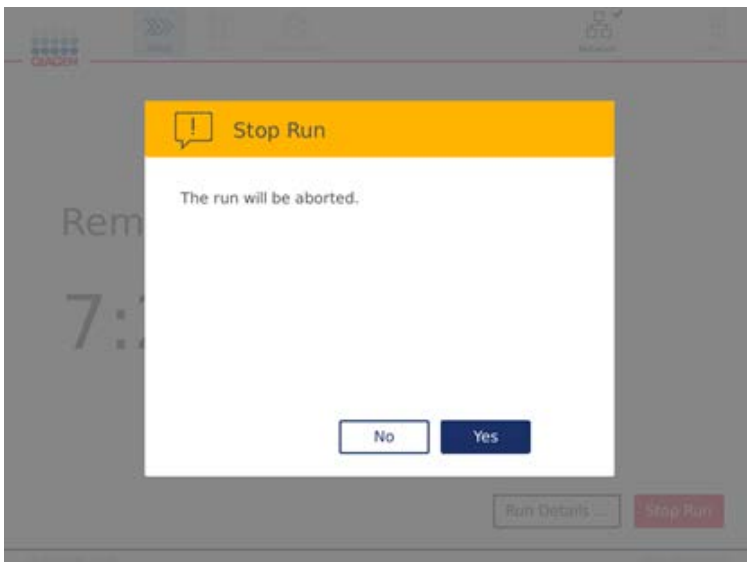 QIAGEN
Stop Run
The run will be aborted.
Rem
7:
No
Yes
Run Details ...
Stop Run